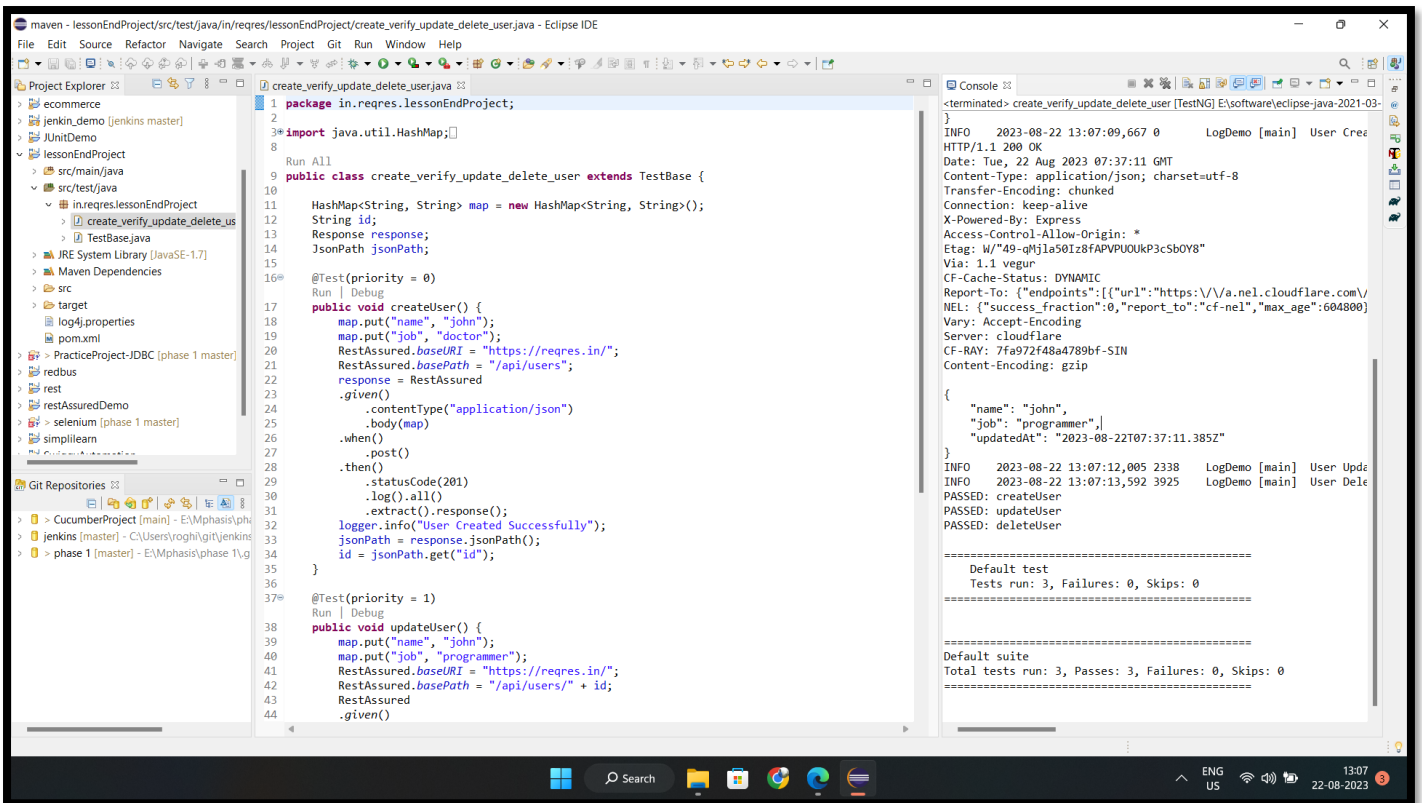 maven - lessonEndProject/src/test/java/in/reqres/lessonEndProject/create_verify_update_delete_user.java - Eclipse IDE
File Edit Source Refactor Navigate Search Project Git Run Window Help
Project Explorer
ecommerce
jenkin_demo [jenkins master]
JUnitDemo
lessonEndProject
src/main/java
src/test/java
in.reqres.lessonEndProject
create_verify_update_delete_us
TestBase.java
JRE System Library [JavaSE-1.7]
Maven Dependencies
src
target
log4j.properties
pom.xml
> PracticeProject-JDBC [phase 1 master]
redbus
rest
restAssuredDemo
> selenium [phase 1 master]
simplilearn
Git Repositories
> CucumberProject [main] - E:\Mphasis\pha
jenkins [master] - C:\Users\roghi\git\jenkins
> phase 1 [master] - E:\Mphasis\phase 1\.g
create_verify_update_delete_user.java
1 package in.reqres.lessonEndProject;
2
3 import java.util.HashMap;
8
Run All
9 public class create_verify_update_delete_user extends TestBase {
10
11 HashMap<String, String> map = new HashMap<String, String>();
12 String id;
13 Response response;
14 JsonPath jsonPath;
15
16 @Test(priority = 0)
Run | Debug
17 public void createUser() {
18 map.put("name", "john");
19 map.put("job", "doctor");
20 RestAssured.baseURI = "https://reqres.in/";
21 RestAssured.basePath = "/api/users";
22 response = RestAssured
23 .given()
24 .contentType("application/json")
25 .body(map)
26 .when()
27 .post()
28 .then()
29 .statusCode(201)
30 .log().all()
31 .extract().response();
32 logger.info("User Created Successfully");
33 jsonPath = response.jsonPath();
34 id = jsonPath.get("id");
35 }
36
37 @Test(priority = 1)
Run | Debug
38 public void updateUser() {
39 map.put("name", "john");
40 map.put("job", "programmer");
41 RestAssured.baseURI = "https://reqres.in/";
42 RestAssured.basePath = "/api/users/" + id;
43 RestAssured
44 .given()
Console
<terminated> create_verify_update_delete_user [TestNG] E:\software\eclipse-java-2021-03-
}
INFO 2023-08-22 13:07:09,667 0 LogDemo [main] User Crea
HTTP/1.1 200 OK
Date: Tue, 22 Aug 2023 07:37:11 GMT
Content-Type: application/json; charset=utf-8
Transfer-Encoding: chunked
Connection: keep-alive
X-Powered-By: Express
Access-Control-Allow-Origin: *
Etag: W/"49-qMjla50Iz8fAPVPUOUkP3cSbOY8"
Via: 1.1 vegur
CF-Cache-Status: DYNAMIC
Report-To: {"endpoints":[{"url":"https:\/\/a.nel.cloudflare.com\/
NEL: {"success_fraction":0,"report_to":"cf-nel","max_age":604800}
Vary: Accept-Encoding
Server: cloudflare
CF-RAY: 7fa972f48a4789bf-SIN
Content-Encoding: gzip
{
"name": "john",
"job": "programmer",
"updatedAt": "2023-08-22T07:37:11.385Z"
}
INFO 2023-08-22 13:07:12,005 2338 LogDemo [main] User Upda
INFO 2023-08-22 13:07:13,592 3925 LogDemo [main] User Dele
PASSED: createUser
PASSED: updateUser
PASSED: deleteUser
===============================================
Default test
Tests run: 3, Failures: 0, Skips: 0
===============================================
===============================================
Default suite
Total tests run: 3, Passes: 3, Failures: 0, Skips: 0
===============================================
Search
ENG
US
13:07
22-08-2023
3